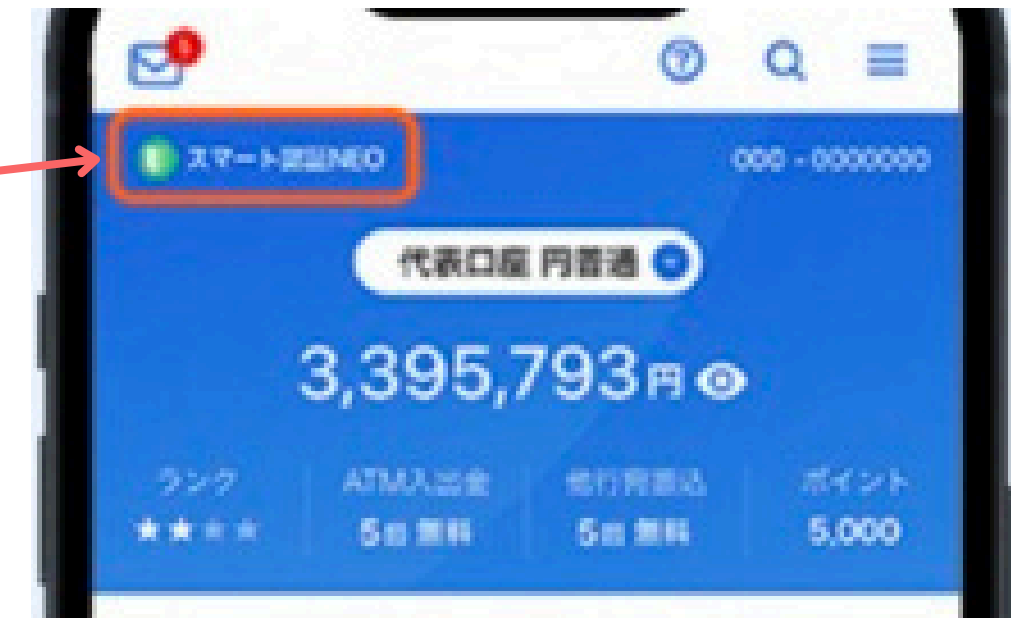 スマート認証NEO
000 - 0000000
代表口座 円普通
3,395,793円
ランク ATM入出金 他行宛振込 ポイント
★★★★ 5回 無料 5回 無料 5,000